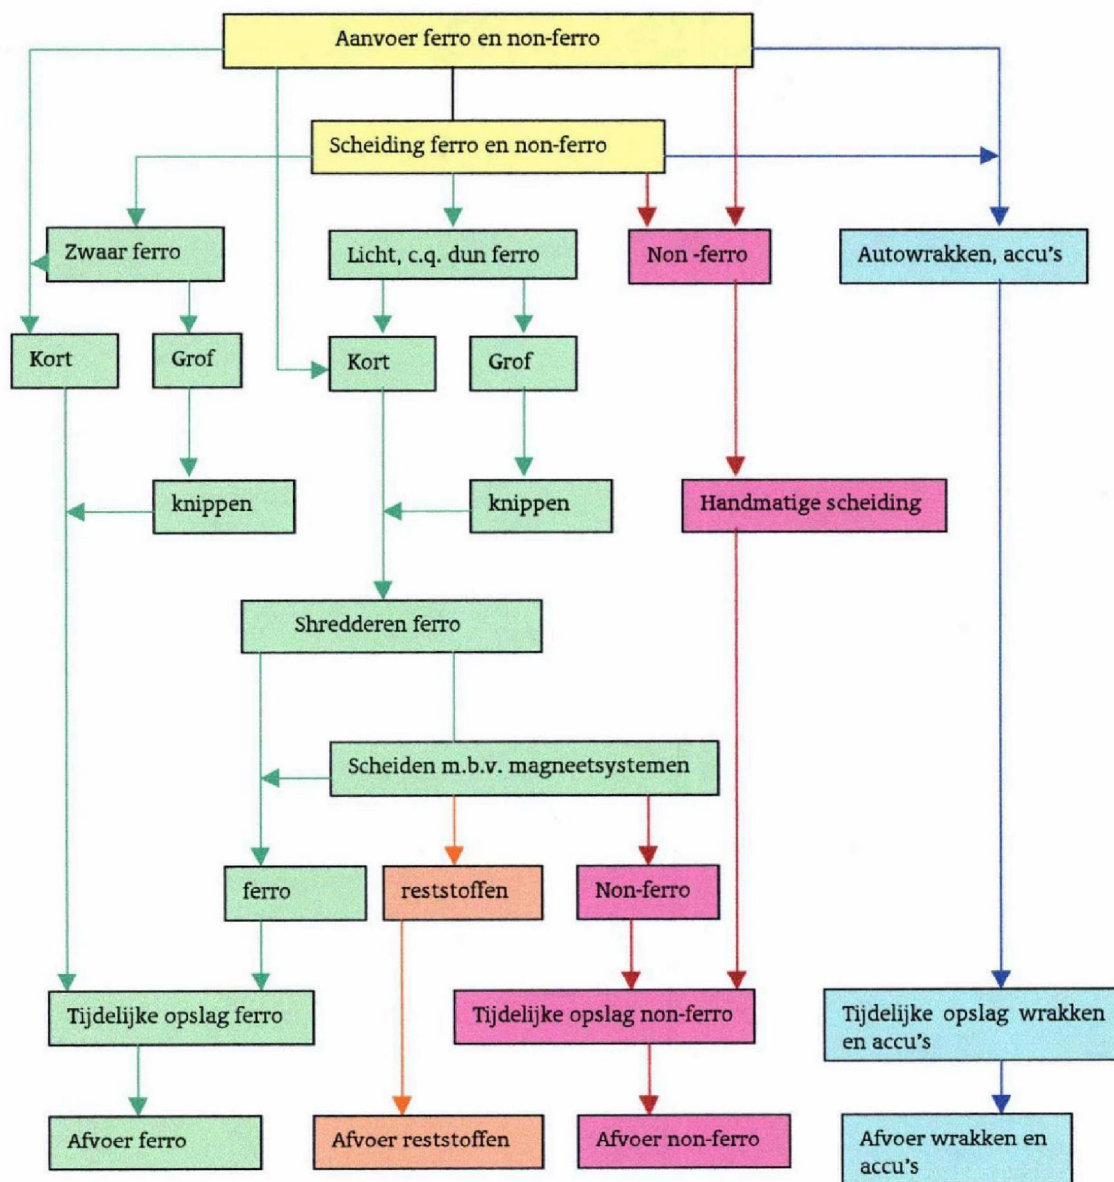 Aanvoer ferro en non-ferro
Scheiding ferro en non-ferro
Zwaar ferro
Licht, c.q. dun ferro
Non -ferro
Autowrakken, accu's
Kort
Grof
Kort
Grof
knippen
knippen
Handmatige scheiding
Shredderen ferro
Scheiden m.b.v. magneetsystemen
ferro
reststoffen
Non-ferro
Tijdelijke opslag ferro
Tijdelijke opslag non-ferro
Tijdelijke opslag wrakken
en accu's
Afvoer ferro
Afvoer reststoffen
Afvoer non-ferro
Afvoer wrakken en
accu's